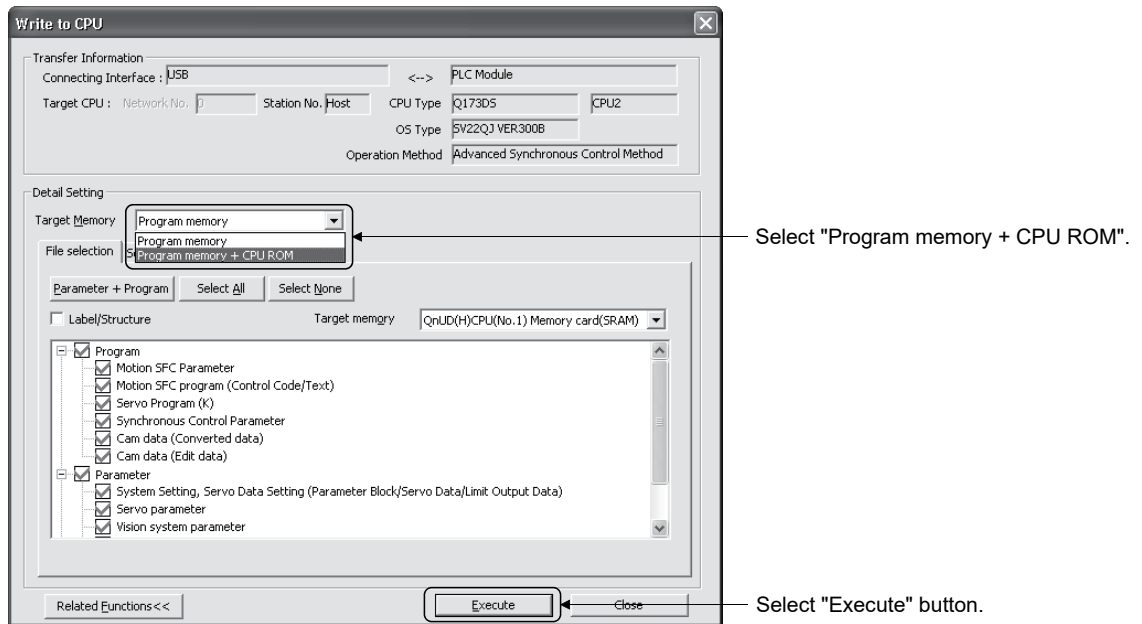 Write to CPU
Transfer Information
Connecting Interface : USB <--> PLC Module
Target CPU : Network No. 0 Station No. Host CPU Type Q173DS CPU2
OS Type SV22QJ VER300B
Operation Method Advanced Synchronous Control Method
Detail Setting
Target Memory Program memory
Program memory
Program memory + CPU ROM
Select "Program memory + CPU ROM".
File selection
Parameter + Program Select All Select None
Label/Structure Target memory QnUD(H)CPU(No.1) Memory card(SRAM)
Program
Motion SFC Parameter
Motion SFC program (Control Code/Text)
Servo Program (K)
Synchronous Control Parameter
Cam data (Converted data)
Cam data (Edit data)
Parameter
System Setting, Servo Data Setting (Parameter Block/Servo Data/Limit Output Data)
Servo parameter
Vision system parameter
Related Functions<< Execute Close
Select "Execute" button.